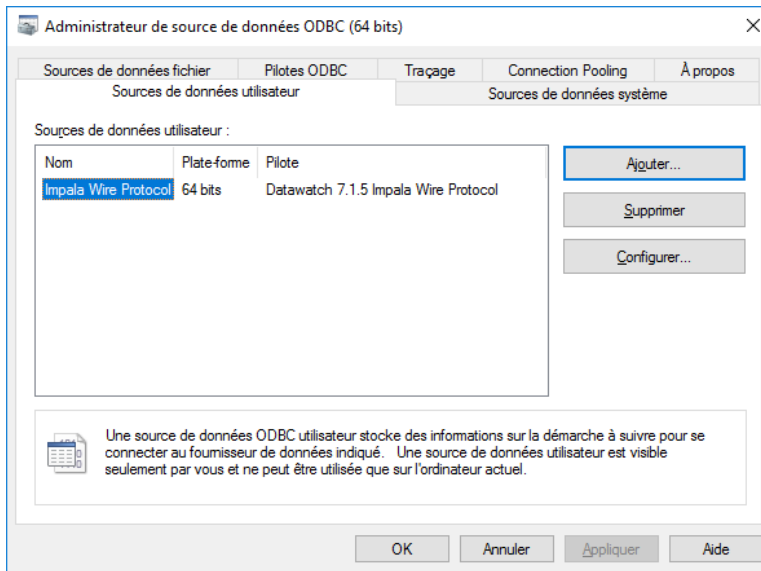 Administrateur de source de données ODBC (64 bits)
Sources de données fichier Pilotes ODBC Traçage Connection Pooling À propos
Sources de données utilisateur Sources de données système
Sources de données utilisateur :
Nom Plate-forme Pilote
Impala Wire Protocol 64 bits Datawatch 7.1.5 Impala Wire Protocol
Ajouter...
Supprimer
Configurer...
Une source de données ODBC utilisateur stocke des informations sur la démarche à suivre pour se
connecter au fournisseur de données indiqué. Une source de données utilisateur est visible
seulement par vous et ne peut être utilisée que sur l'ordinateur actuel.
OK Annuler Appliquer Aide